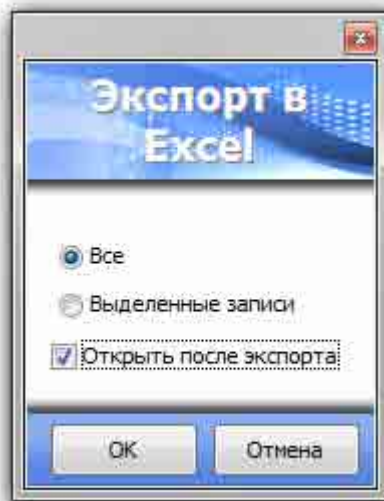 Экспорт в
Excel
Все
Выделенные записи
Открыть после экспорта
OK
Отмена